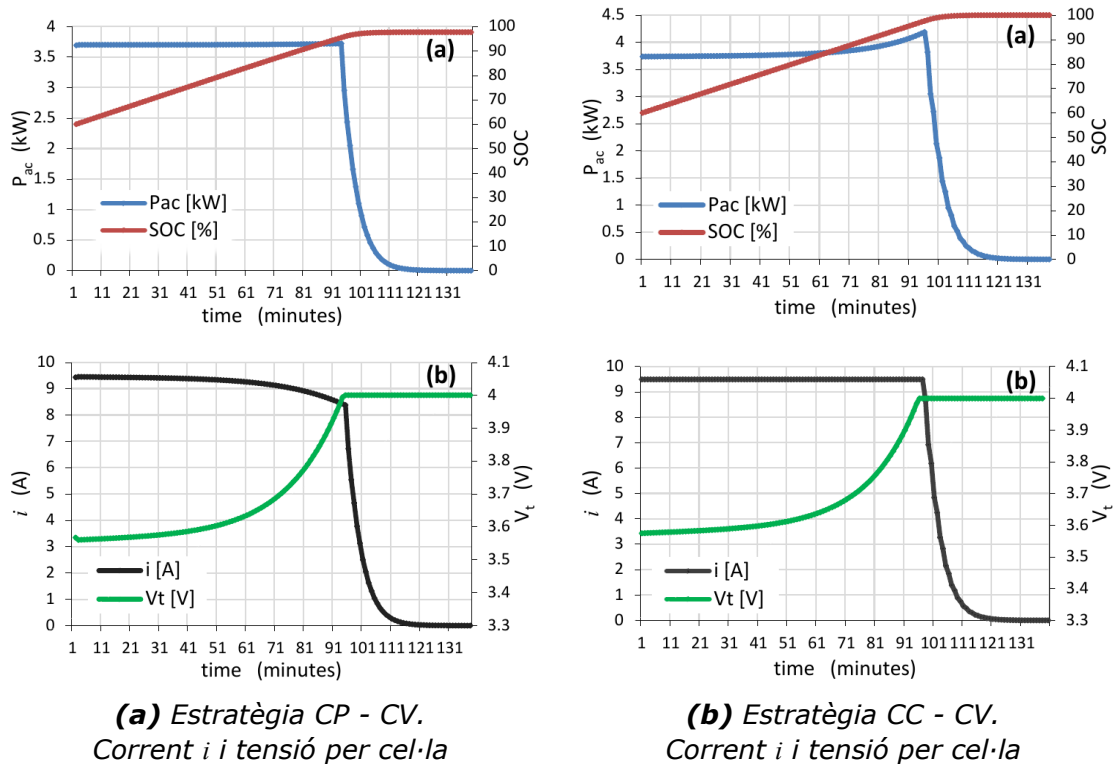 4
3.5
3
2.5
2
1.5
1
0.5
0
P_ac (kW)
100
90
80
70
60
50
40
30
20
10
0
SOC
(a)
Pac [kW]
SOC [%]
1 11 21 31 41 51 61 71 81 91 101 111 121 131
time (minutes)
4.5
4
3.5
3
2.5
2
1.5
1
0.5
0
P_ac (kW)
100
90
80
70
60
50
40
30
20
10
0
SOC
(a)
Pac [kW]
SOC [%]
1 11 21 31 41 51 61 71 81 91 101 111 121 131
time (minutes)
10
9
8
7
6
5
4
3
2
1
0
i (A)
4.1
4
3.9
3.8
3.7
3.6
3.5
3.4
3.3
V_t (V)
(b)
i [A]
Vt [V]
1 11 21 31 41 51 61 71 81 91 101 111 121 131
time (minutes)
10
9
8
7
6
5
4
3
2
1
0
i (A)
4.1
4
3.9
3.8
3.7
3.6
3.5
3.4
3.3
V_t (V)
(b)
i [A]
Vt [V]
1 11 21 31 41 51 61 71 81 91 101 111 121 131
time (minutes)
(a) Estratègia CP - CV.
Corrent i i tensió per cel·la
(b) Estratègia CC - CV.
Corrent i i tensió per cel·la